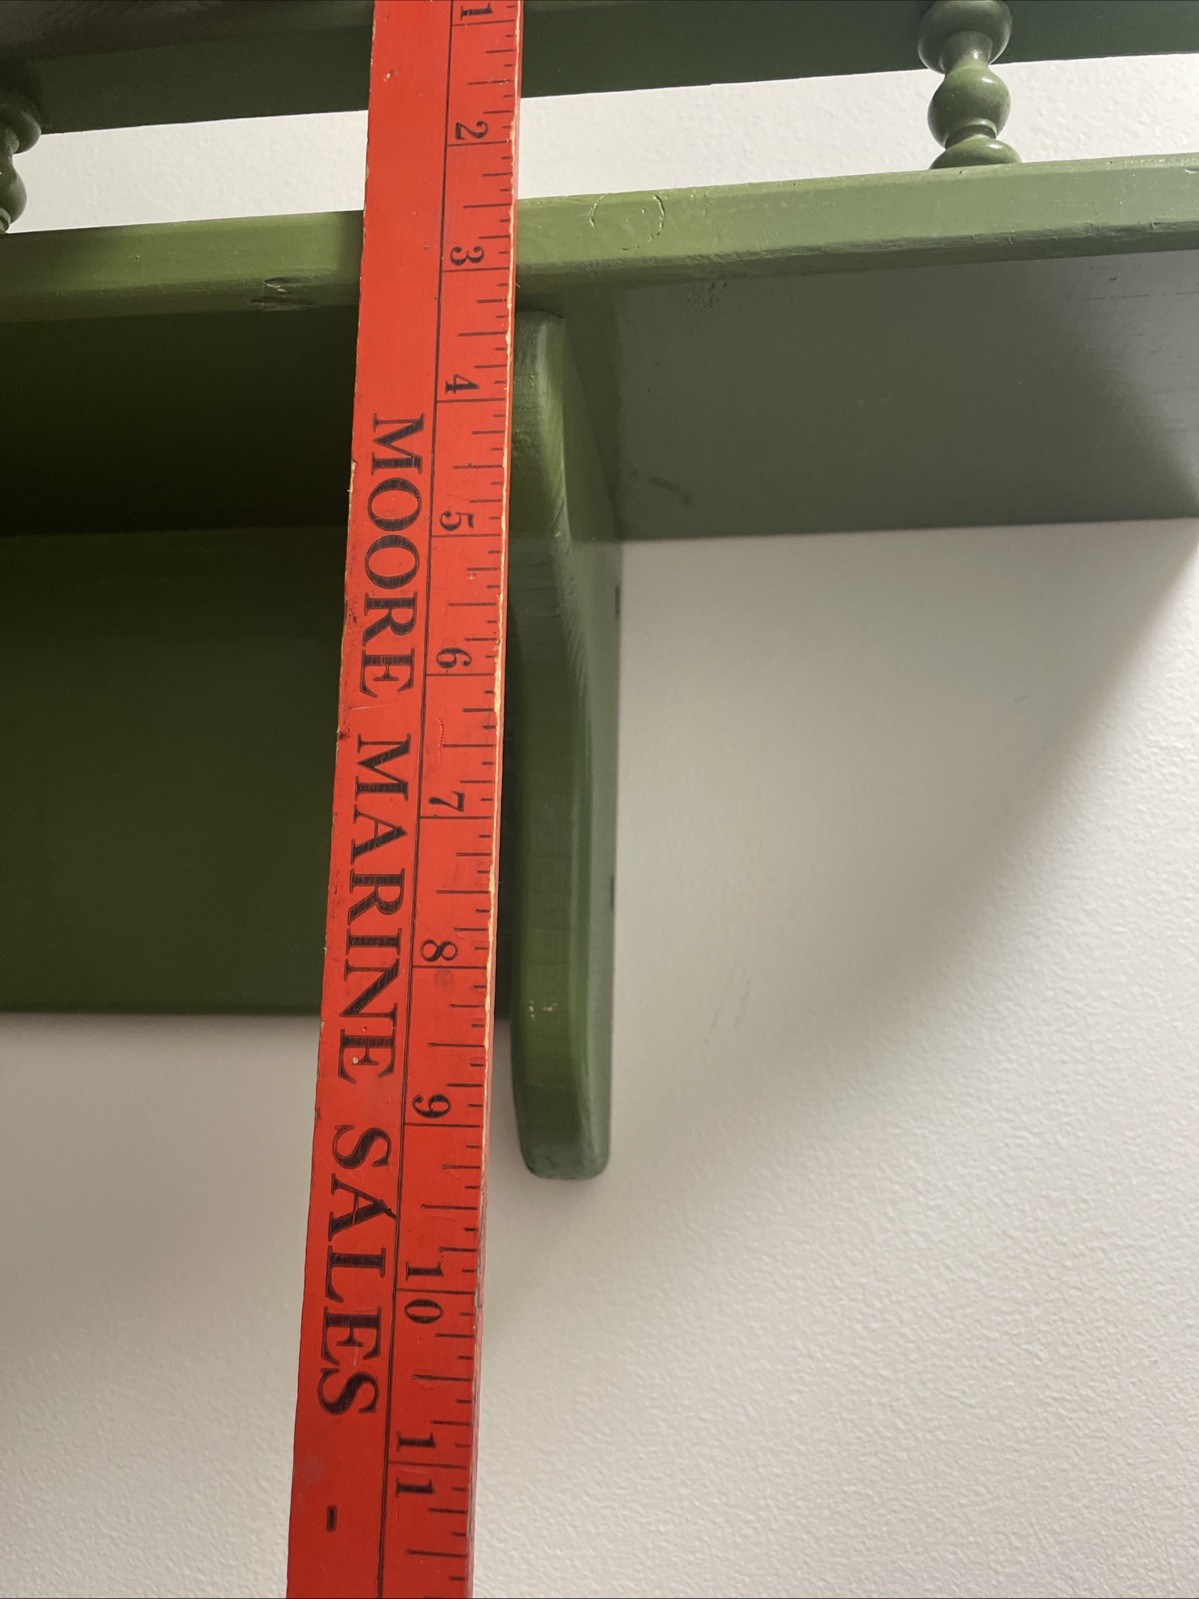 1 2 3 4 5 6 7 8 9 10 11
MOORE MARINE SALES -